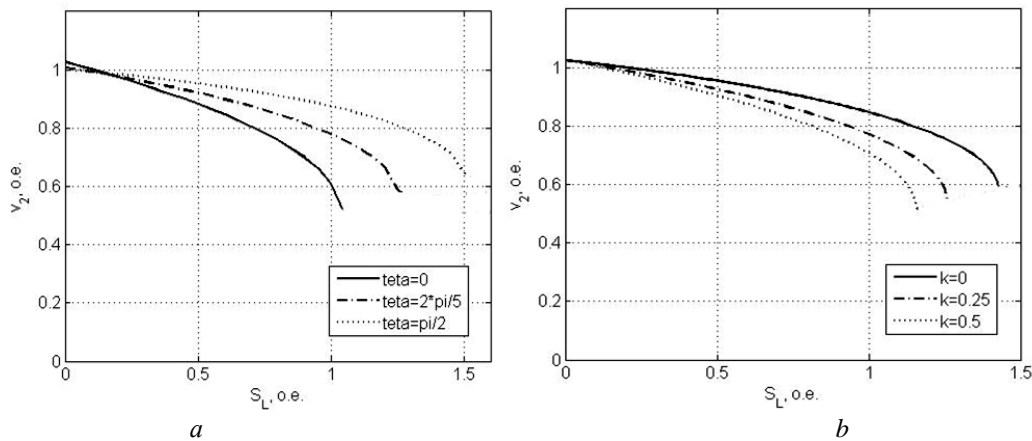 V2, o.e.
1
0.8
0.6
0.4
0.2
0
0 0.5 1 1.5
SL, o.e.
teta=0
teta=2*pi/5
teta=pi/2
a
V2, o.e.
1
0.8
0.6
0.4
0.2
0
0 0.5 1 1.5
SL, o.e.
k=0
k=0.25
k=0.5
b